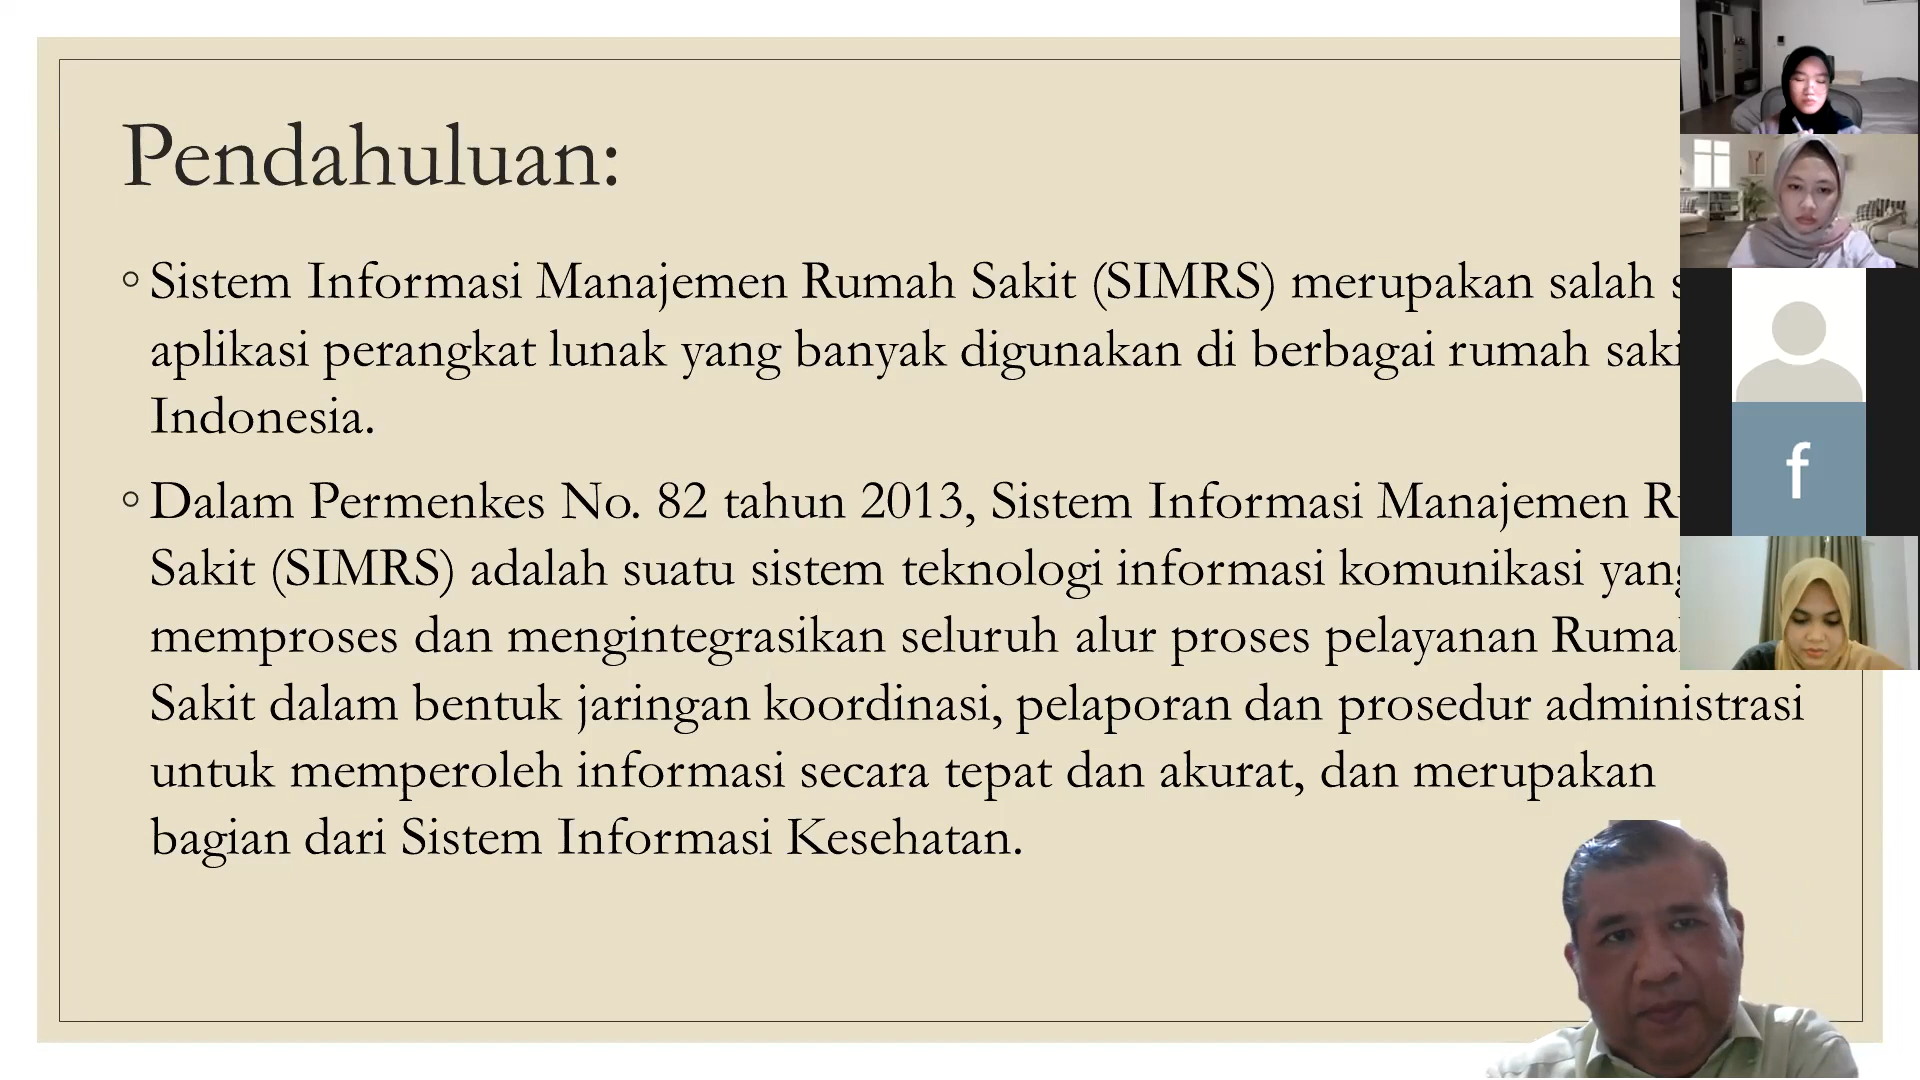 Pendahuluan:
Sistem Informasi Manajemen Rumah Sakit (SIMRS) merupakan salah
aplikasi perangkat lunak yang banyak digunakan di berbagai rumah
Indonesia.
Dalam Permenkes No. 82 tahun 2013, Sistem Informasi Manajemen
Sakit (SIMRS) adalah suatu sistem teknologi informasi komunikasi
memproses dan mengintegrasikan seluruh alur proses pelayanan
Sakit dalam bentuk jaringan koordinasi, pelaporan dan prosedur administrasi
untuk memperoleh informasi secara tepat dan akurat, dan merupakan
bagian dari Sistem Informasi Kesehatan.
f